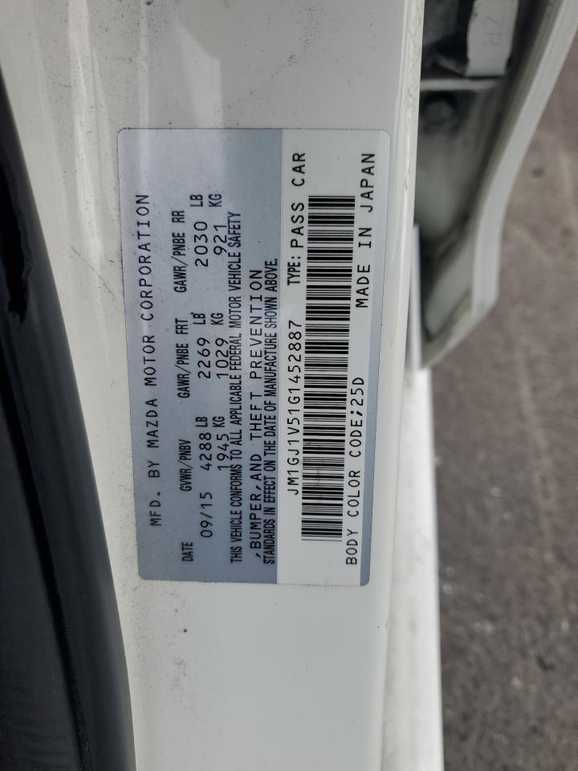 MFD. BY MAZDA MOTOR CORPORATION
DATE GVWR/PNBV GAWR/PNBE FRT GAWR/PNBE RR
09/15 4288 LB 2269 LB 2030 LB
1945 KG 1029 KG 921 KG
THIS VEHICLE CONFORMS TO ALL APPLICABLE FEDERAL MOTOR VEHICLE SAFETY
,BUMPER,AND THEFT PREVENTION
STANDARDS IN EFFECT ON THE DATE OF MANUFACTURE SHOWN ABOVE.
JM1GJ1V51G1452887 TYPE: PASS CAR
BODY COLOR CODE;25D MADE IN JAPAN